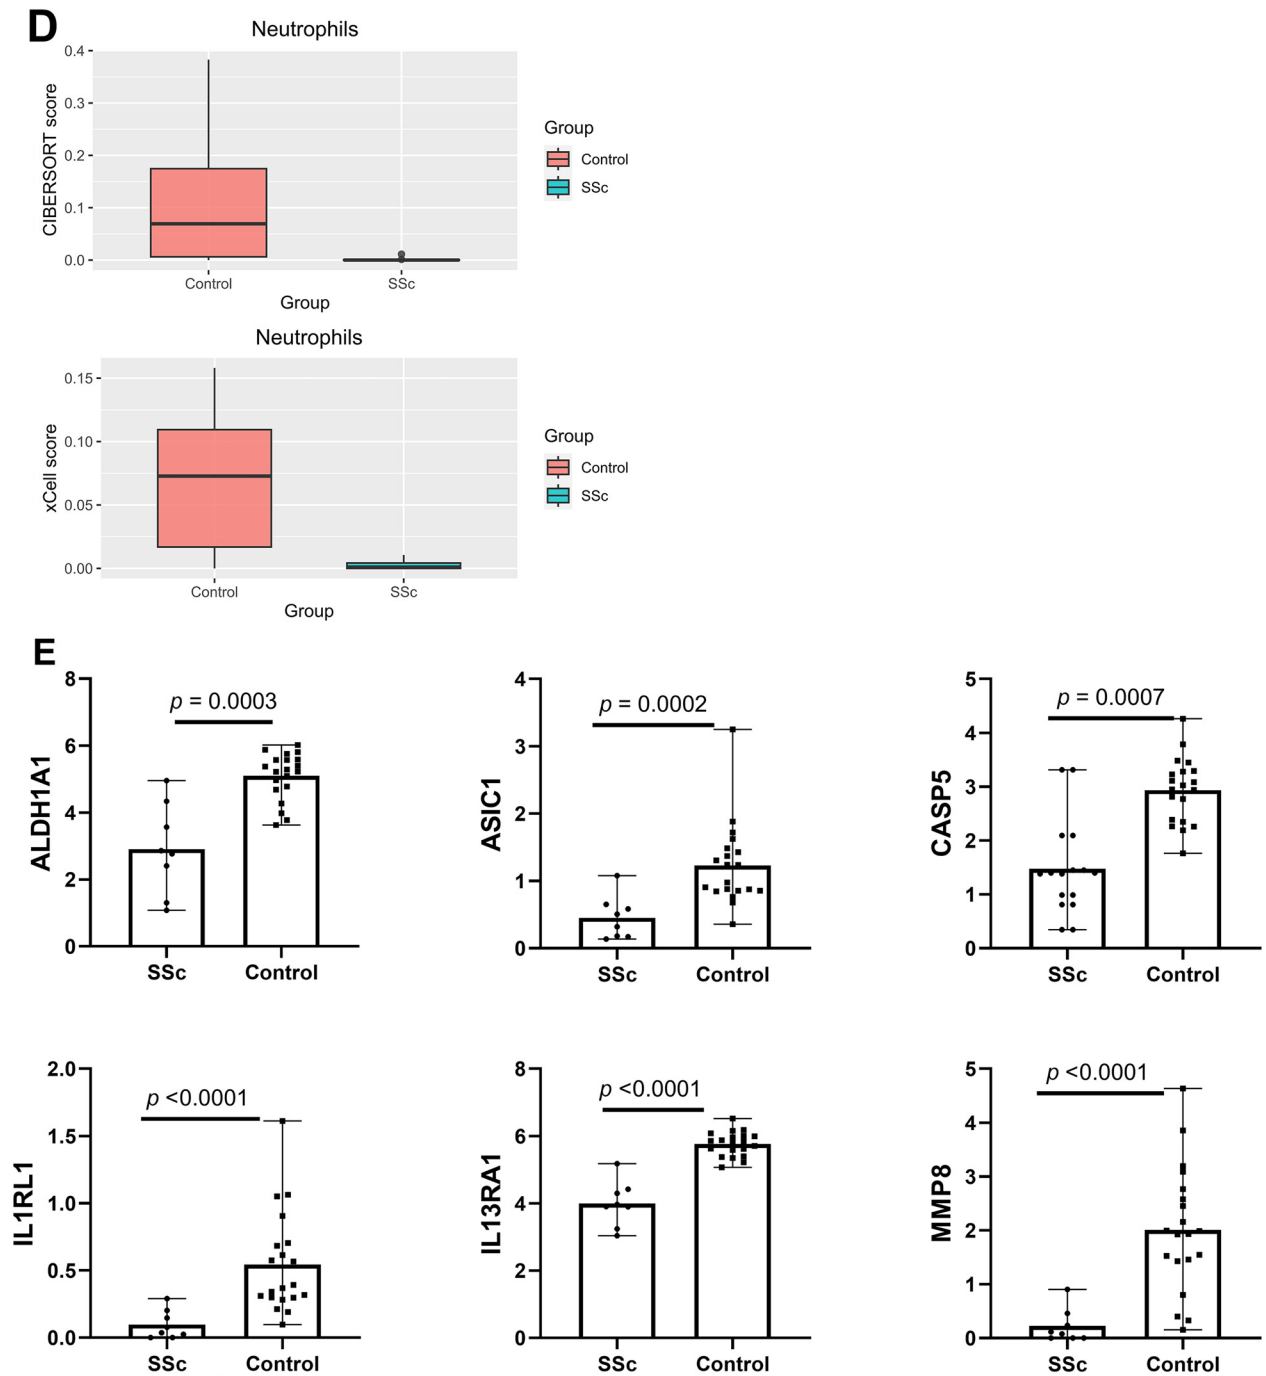 D
Neutrophils
0.4
0.3
0.2
0.1
0.0
CIBERSORT score
Control
SSc
Group
Group
Control
SSc
Neutrophils
0.15
0.10
0.05
0.00
xCell score
Control
SSc
Group
Group
Control
SSc
E
8
6
4
2
0
ALDH1A1
p = 0.0003
SSc
Control
4
3
2
1
0
ASIC1
p = 0.0002
SSc
Control
5
4
3
2
1
0
CASP5
p = 0.0007
SSc
Control
2.0
1.5
1.0
0.5
0.0
IL1RL1
p <0.0001
SSc
Control
8
6
4
2
0
IL13RA1
p <0.0001
SSc
Control
5
4
3
2
1
0
MMP8
p <0.0001
SSc
Control